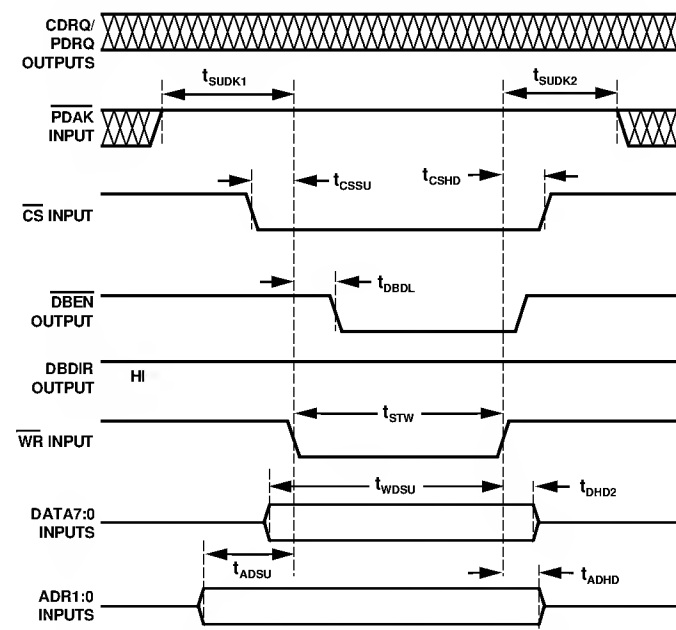 CDRQ/
PDRQ
OUTPUTS
tSUDK1
tSUDK2
PDAK
INPUT
tCSSU
tCSHD
CS INPUT
tDBDL
DBEN
OUTPUT
DBDIR
OUTPUT
HI
tSTW
WR INPUT
tWDSU
tDHD2
DATA7:0
INPUTS
tADSU
tADHD
ADR1:0
INPUTS